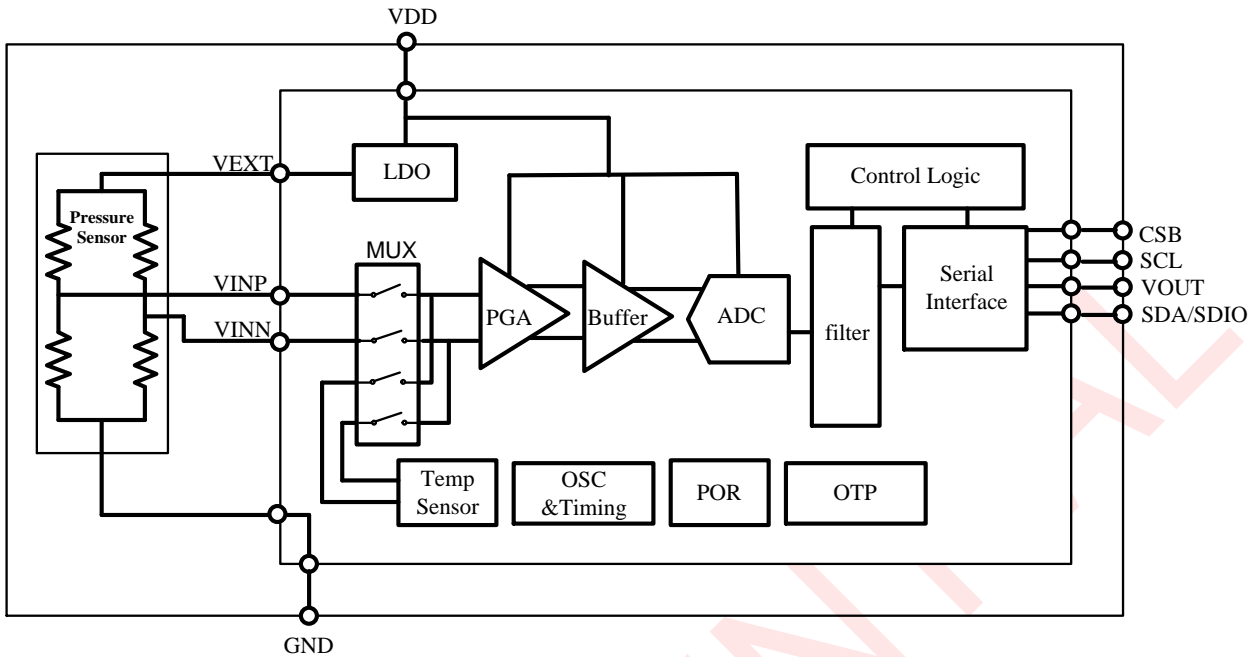 VDD
VEXT
LDO
Control Logic
Pressure
Sensor
MUX
CSB
SCL
VOUT
SDA/SDIO
VINP
VINN
PGA
Buffer
ADC
filter
Serial
Interface
Temp
Sensor
OSC
&Timing
POR
OTP
GND